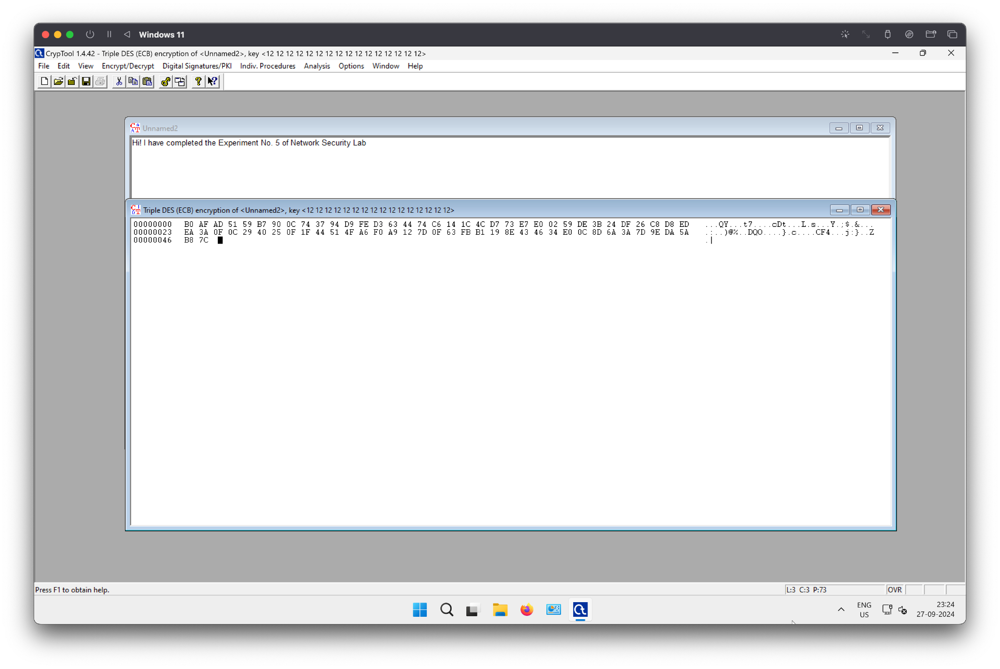 Windows 11
CrypTool 1.4.42 - Triple DES (ECB) encryption of <Unnamed2>, key <12 12 12 12 12 12 12 12 12 12 12 12 12 12 12 12>
File Edit View Encrypt/Decrypt Digital Signatures/PKI Indiv. Procedures Analysis Options Window Help
Unnamed2
Hi! I have completed the Experiment No. 5 of Network Security Lab
Triple DES (ECB) encryption of <Unnamed2>, key <12 12 12 12 12 12 12 12 12 12 12 12 12 12 12 12>
00000000 B0 AF AD 51 59 B7 90 0C 74 37 94 D9 FE D3 63 44 74 C6 14 1C 4C D7 73 E7 E0 02 59 DE 3B 24 DF 26 C8 D8 ED ...QY...t7....cDt...L.s...Y.;$.&...
00000023 EA 3A 0F 0C 29 40 25 0F 1F 44 51 4F A6 F0 A9 12 7D 0F 63 FB B1 19 8E 43 46 34 E0 0C 8D 6A 3A 7D 9E DA 5A .:..)@%..DQO....}.c....CF4...j:}..Z
00000046 B8 7C .|
Press F1 to obtain help.
L:3 C:3 P:73
OVR
ENG
US
23:24
27-09-2024